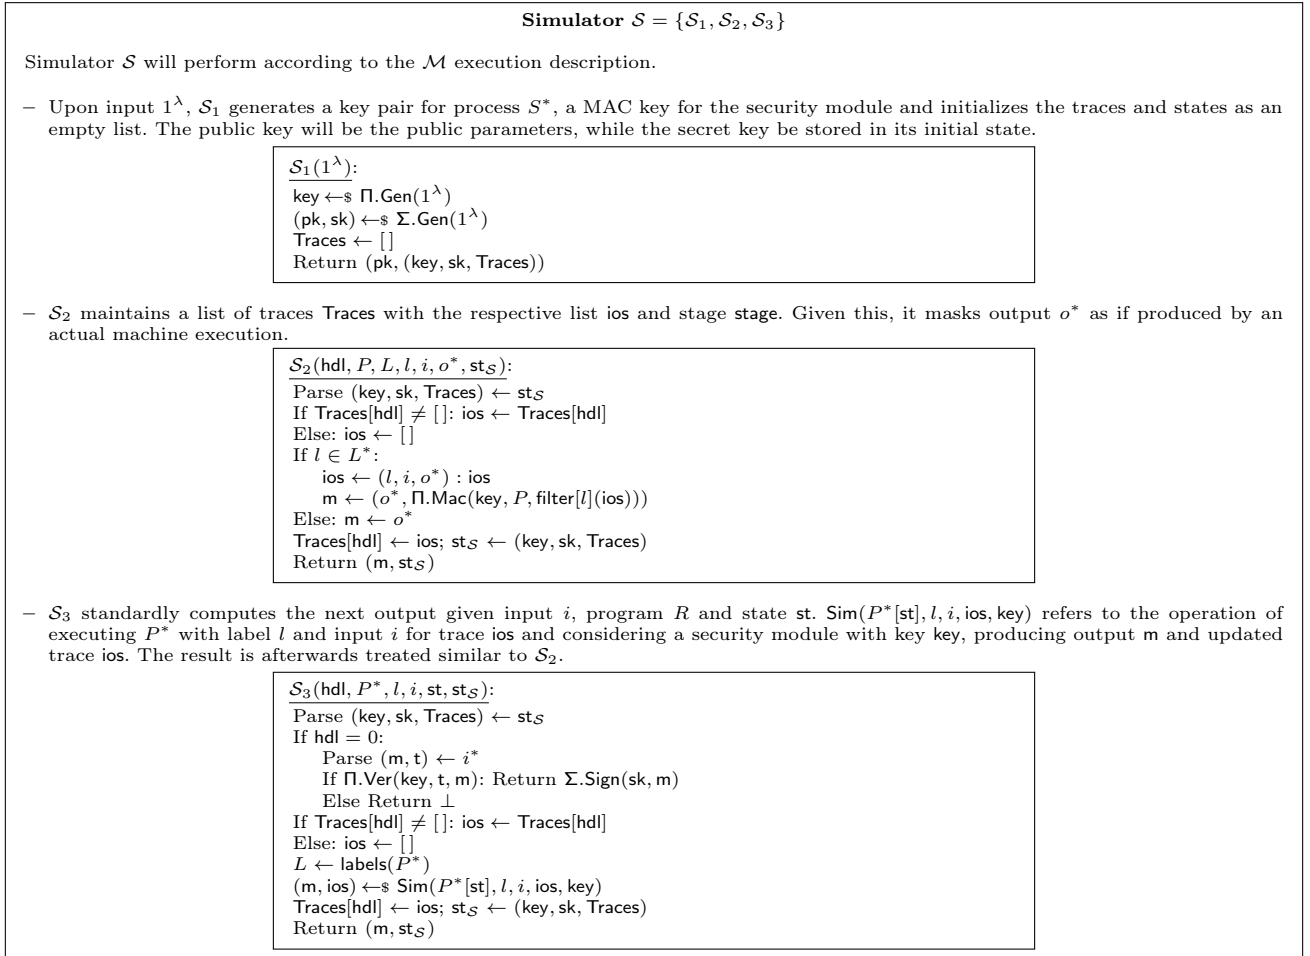 Simulator S = {S₁, S₂, S₃}
Simulator S will perform according to the M execution description.
– Upon input 1^λ, S₁ generates a key pair for process S*, a MAC key for the security module and initializes the traces and states as an
empty list. The public key will be the public parameters, while the secret key be stored in its initial state.
S₁(1^λ):
key ←$ Π.Gen(1^λ)
(pk, sk) ←$ Σ.Gen(1^λ)
Traces ← [ ]
Return (pk, (key, sk, Traces))
– S₂ maintains a list of traces Traces with the respective list ios and stage stage. Given this, it masks output o* as if produced by an
actual machine execution.
S₂(hdl, P, L, l, i, o*, st_S):
Parse (key, sk, Traces) ← st_S
If Traces[hdl] ≠ [ ]: ios ← Traces[hdl]
Else: ios ← [ ]
If l ∈ L*:
ios ← (l, i, o*) : ios
m ← (o*, Π.Mac(key, P, filter[l](ios)))
Else: m ← o*
Traces[hdl] ← ios; st_S ← (key, sk, Traces)
Return (m, st_S)
– S₃ standardly computes the next output given input i, program R and state st. Sim(P*[st], l, i, ios, key) refers to the operation of
executing P* with label l and input i for trace ios and considering a security module with key key, producing output m and updated
trace ios. The result is afterwards treated similar to S₂.
S₃(hdl, P*, l, i, st, st_S):
Parse (key, sk, Traces) ← st_S
If hdl = 0:
Parse (m, t) ← i*
If Π.Ver(key, t, m): Return Σ.Sign(sk, m)
Else Return ⊥
If Traces[hdl] ≠ [ ]: ios ← Traces[hdl]
Else: ios ← [ ]
L ← labels(P*)
(m, ios) ←$ Sim(P*[st], l, i, ios, key)
Traces[hdl] ← ios; st_S ← (key, sk, Traces)
Return (m, st_S)